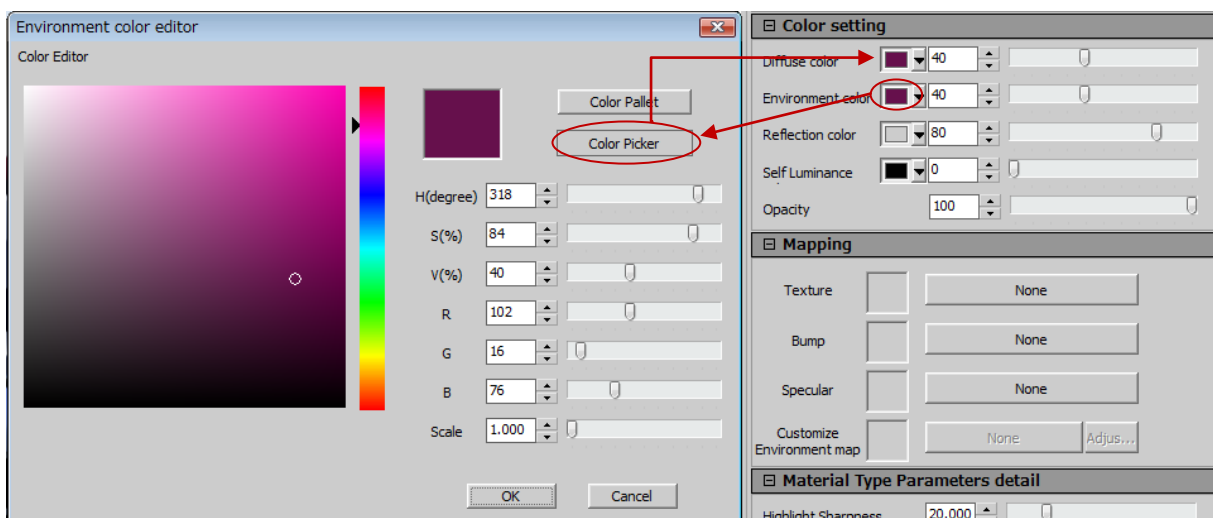 Environment color editor
Color Editor
Color Pallet
Color Picker
H(degree) 318
S(%) 84
V(%) 40
R 102
G 16
B 76
Scale 1.000
OK Cancel
Color setting
Diffuse color 40
Environment color 40
Reflection color 80
Self Luminance 0
Opacity 100
Mapping
Texture None
Bump None
Specular None
Customize
Environment map None Adjus...
Material Type Parameters detail
Highlight Sharpness 20.000